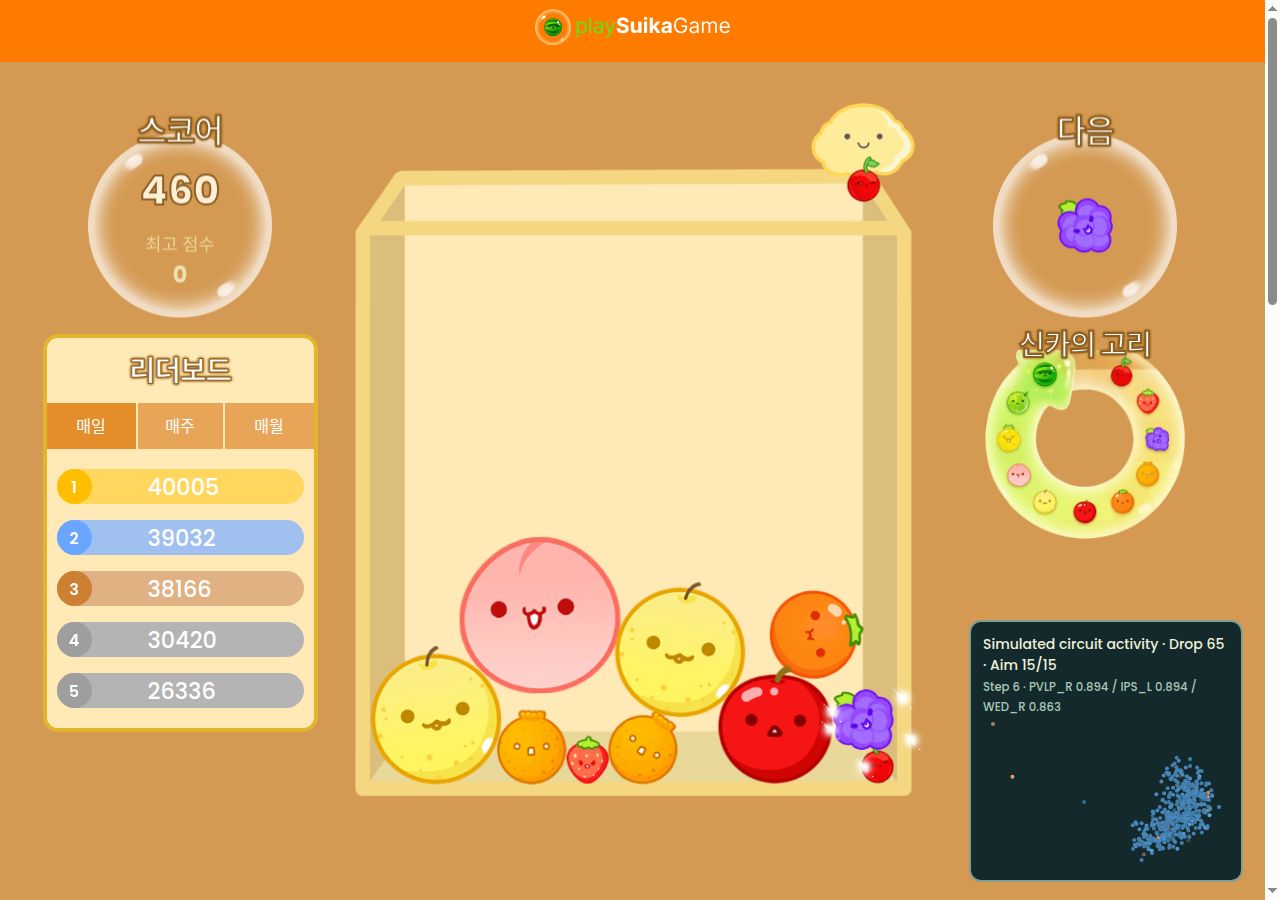 playSuikaGame
스코어
460
최고 점수
0
리더보드
매일 매주 매월
1 40005
2 39032
3 38166
4 30420
5 26336
다음
신카의 고리
Simulated circuit activity · Drop 65
· Aim 15/15
Step 6 · PVLP_R 0.894 / IPS_L 0.894 /
WED_R 0.863